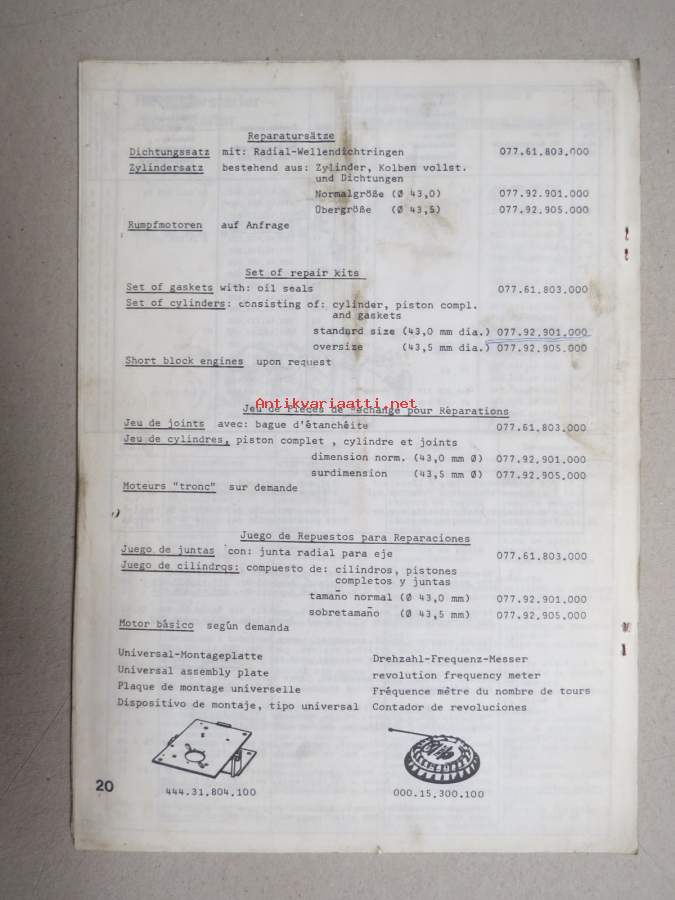 Reparatursätze
Dichtungssatz mit: Radial-Wellendichtringen 077.61.803.000
Zylindersatz bestehend aus: Zylinder, Kolben vollst.
und Dichtungen
Normalgröße (Ø 43,0) 077.92.901.000
Übergröße (Ø 43,5) 077.92.905.000
Rumpfmotoren auf Anfrage
Set of repair kits
Set of gaskets with: oil seals 077.61.803.000
Set of cylinders: consisting of: cylinder, piston compl.
and gaskets
standard size (43,0 mm dia.) 077.92.901.000
oversize (43,5 mm dia.) 077.92.905.000
Short block engines upon request
Antikvariaatti.net
Jeu de Pièces de Rechange pour Réparations
Jeu de joints avec: bague d'étanchéite 077.61.803.000
Jeu de cylindres, piston complet , cylindre et joints
dimension norm. (43,0 mm Ø) 077.92.901.000
surdimension (43,5 mm Ø) 077.92.905.000
Moteurs "tronc" sur demande
Juego de Repuestos para Reparaciones
Juego de juntas con: junta radial para eje 077.61.803.000
Juego de cilindros: compuesto de: cilindros, pistones
completos y juntas
tamaño normal (Ø 43,0 mm) 077.92.901.000
sobretamaño (Ø 43,5 mm) 077.92.905.000
Motor básico según demanda
Universal-Montageplatte Drehzahl-Frequenz-Messer
Universal assembly plate revolution frequency meter
Plaque de montage universelle Fréquence mètre du nombre de tours
Dispositivo de montaje, tipo universal Contador de revoluciones
20
444.31.804.100 000.15.300.100